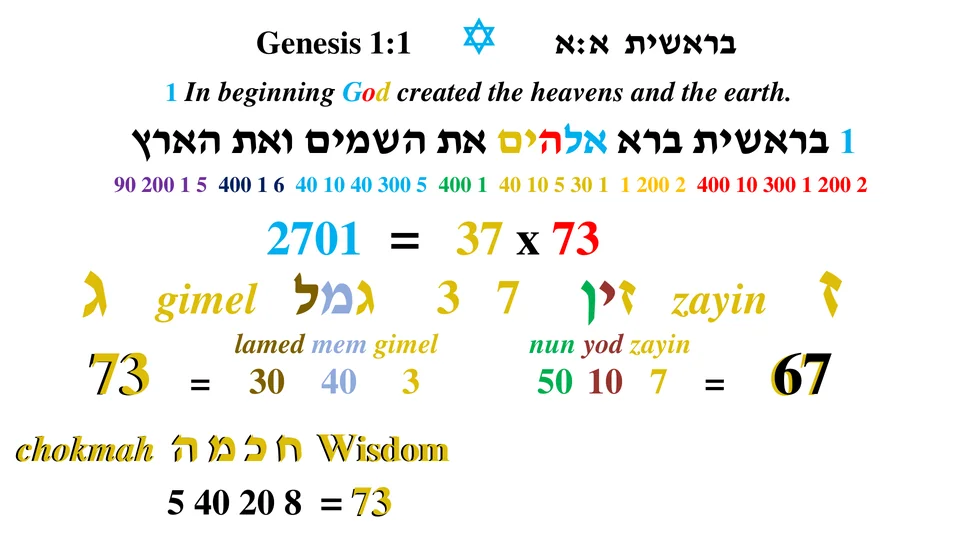 Genesis 1:1 ✡ בראשית א:א
1 In beginning God created the heavens and the earth.
1 בראשית ברא אלהים את השמים ואת הארץ
90 200 1 5 400 1 6 40 10 40 300 5 400 1 40 10 5 30 1 1 200 2 400 10 300 1 200 2
2701 = 37 x 73
ג gimel גמל 3 7 זין zayin ז
lamed mem gimel nun yod zayin
73 = 30 40 3 50 10 7 = 67
chokmah ח כ מ ה Wisdom
5 40 20 8 = 73